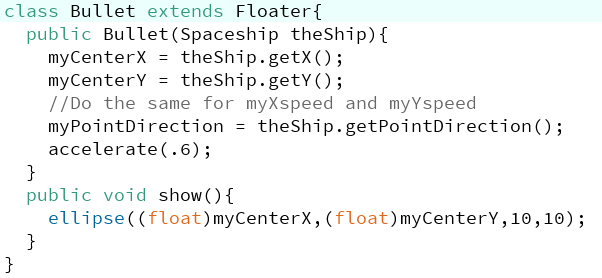 class Bullet extends Floater{
  public Bullet(Spaceship theShip){
    myCenterX = theShip.getX();
    myCenterY = theShip.getY();
    //Do the same for myXspeed and myYspeed
    myPointDirection = theShip.getPointDirection();
    accelerate(.6);
  }
  public void show(){
    ellipse((float)myCenterX,(float)myCenterY,10,10);
  }
}